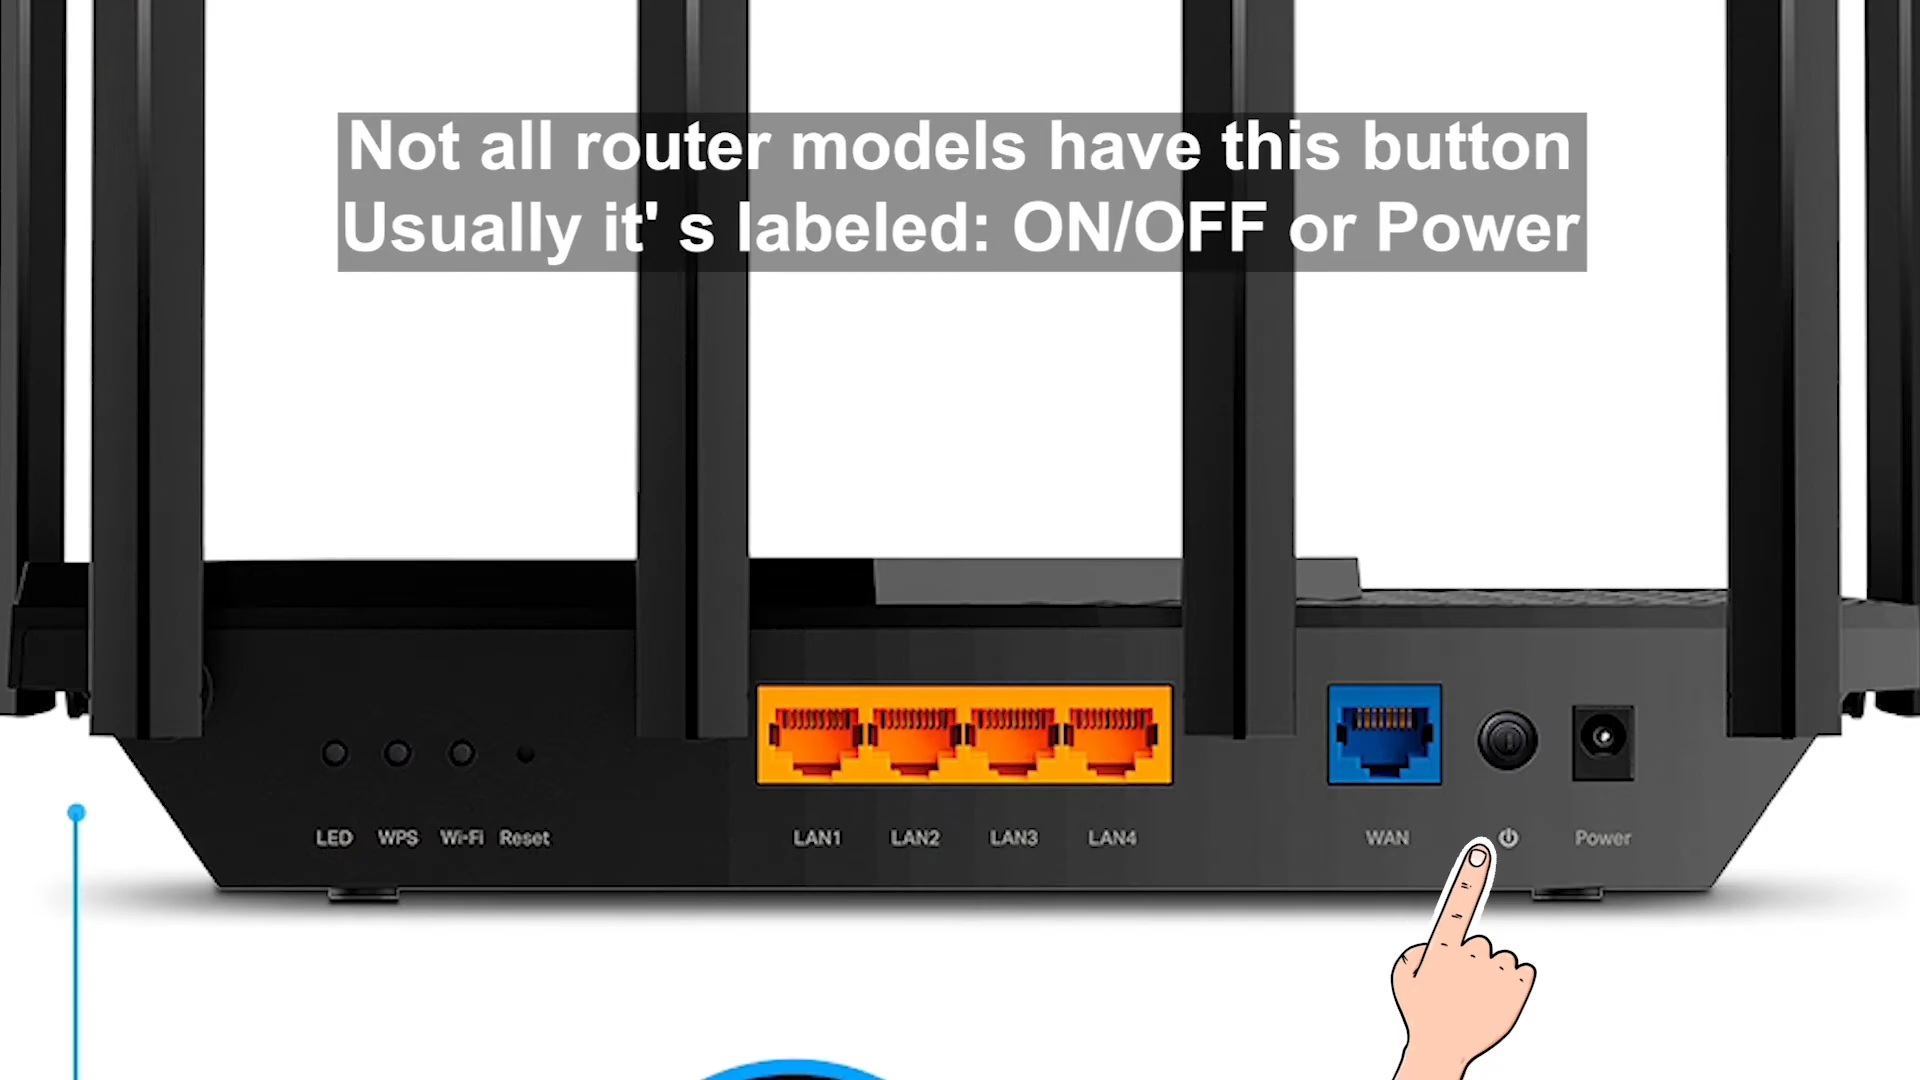 Not all router models have this button
Usually it' s labeled: ON/OFF or Power
LED WPS Wi-Fi Reset LAN1 LAN2 LAN3 LAN4 WAN Power